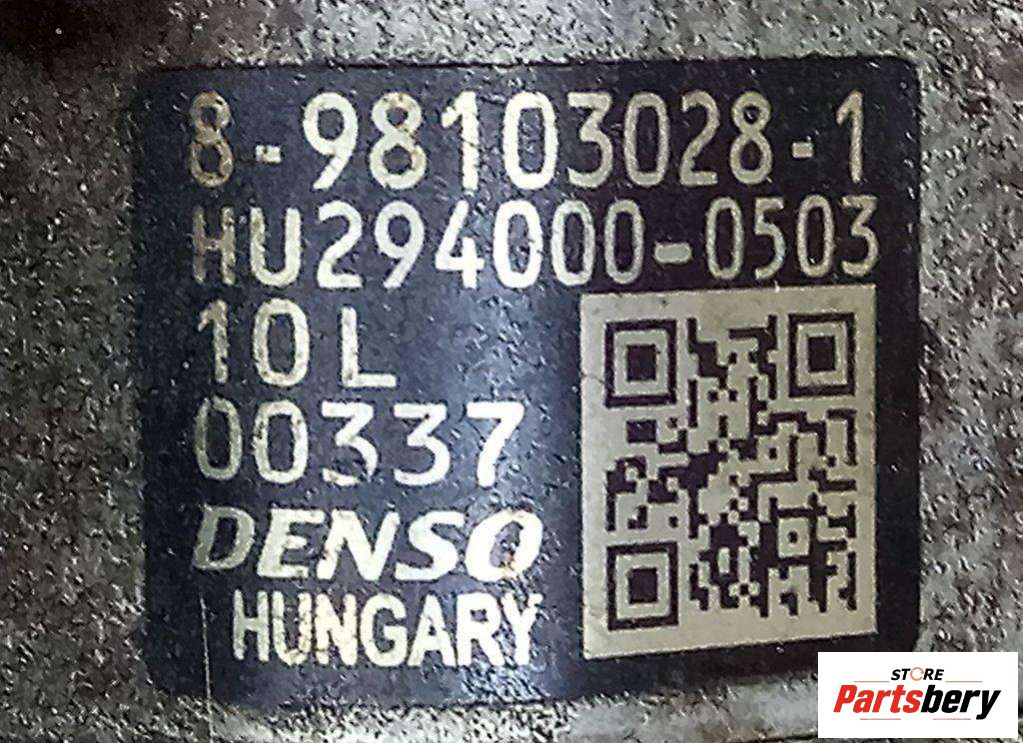 8-98103028-1
HU294000-0503
10L
00337
DENSO
HUNGARY
STORE
Partsbery